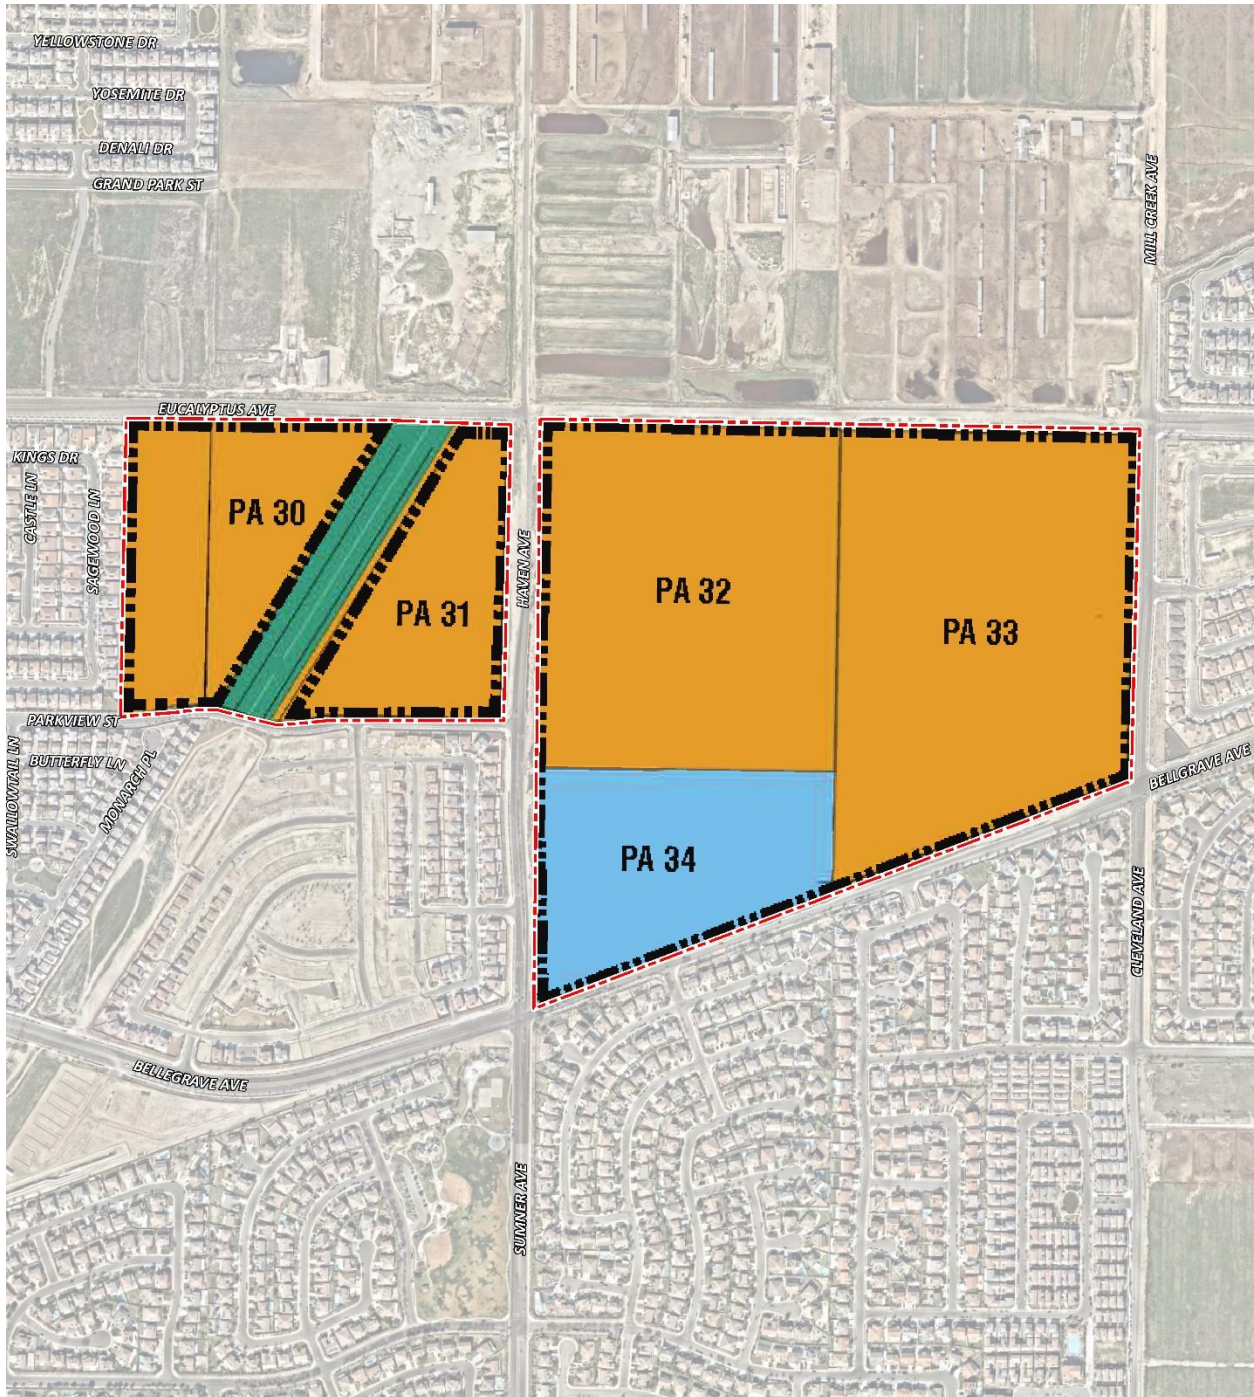 YELLOWSTONE DR
YOSEMITE DR
DENALI DR
GRAND PARK ST
MILL CREEK AVE
EUCALYPTUS AVE
KINGS DR
CASTLE LN
SAGEWOOD LN
PA 30
PA 31
HAVEN AVE
PA 32
PA 33
PARKVIEW ST
BUTTERFLY LN
SWALLOWTAIL LN
MONARCH PL
BELLGRAVE AVE
PA 34
CLEVELAND AVE
BELLEGRAVE AVE
SUMNER AVE